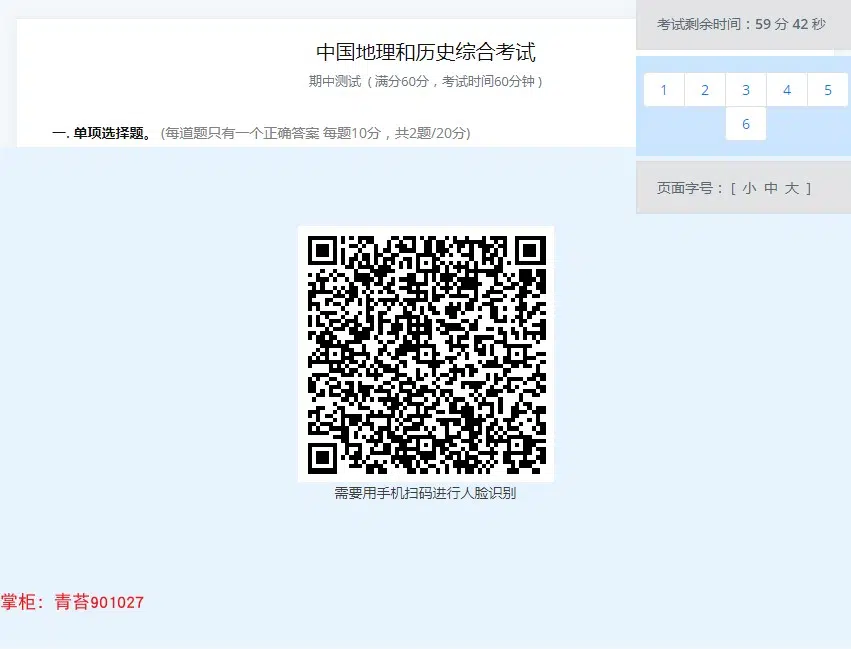 中国地理和历史综合考试
期中测试（满分60分，考试时间60分钟）
一. 单项选择题。 (每道题只有一个正确答案 每题10分，共2题/20分)
考试剩余时间：59 分 42 秒
1 2 3 4 5
6
页面字号： [ 小 中 大 ]
需要用手机扫码进行人脸识别
掌柜：青苔901027